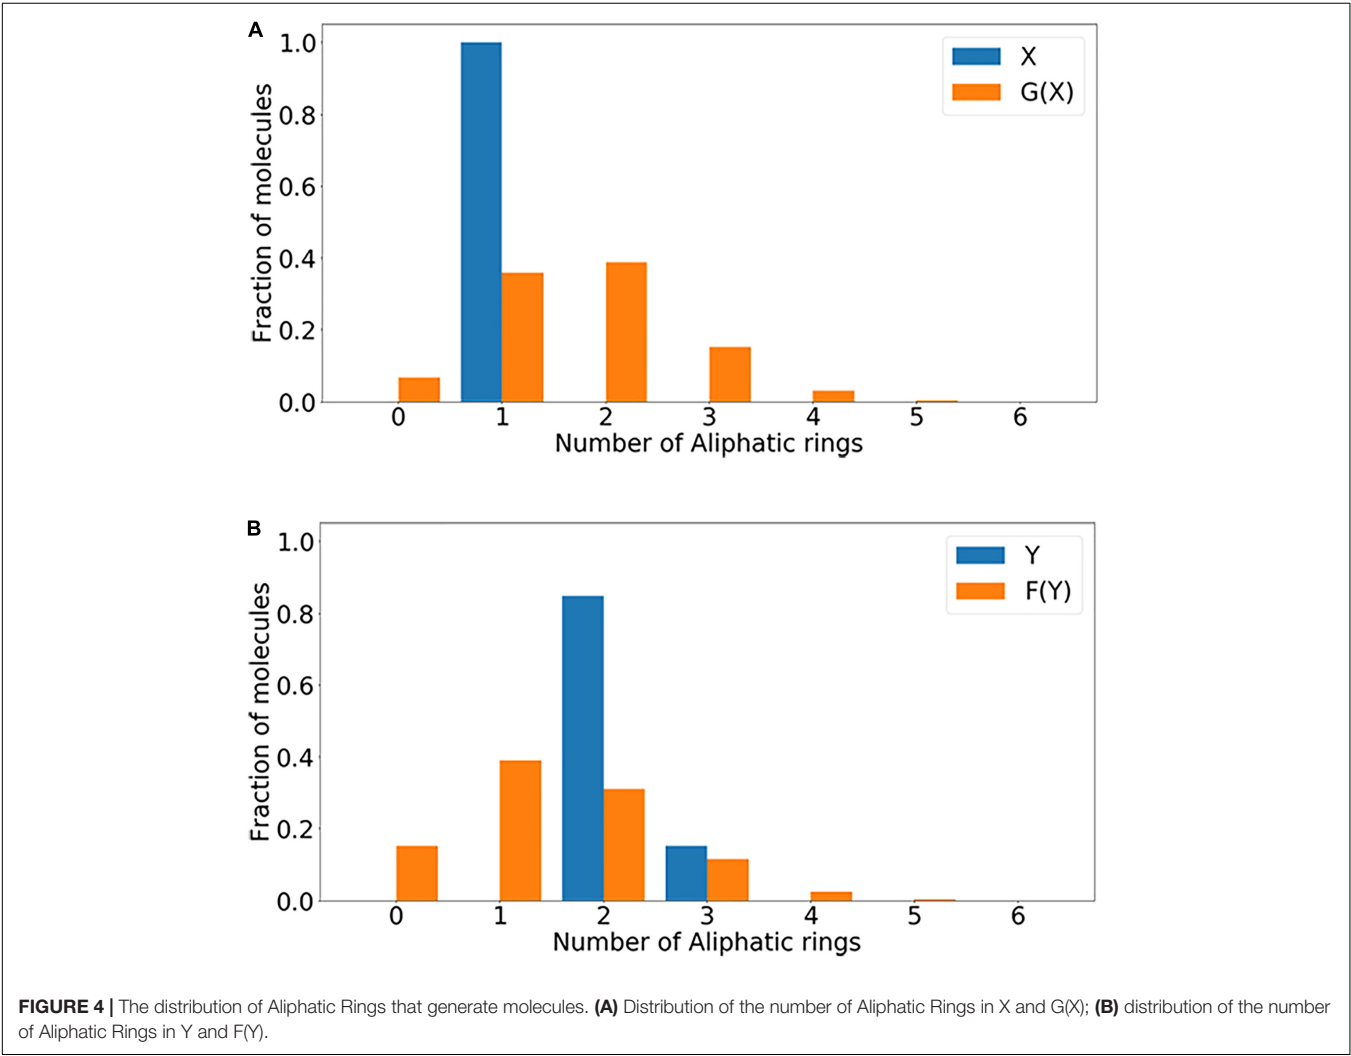 A
1.0
0.8
0.6
0.4
0.2
0.0
Fraction of molecules
X
G(X)
0 1 2 3 4 5 6
Number of Aliphatic rings
B
1.0
0.8
0.6
0.4
0.2
0.0
Fraction of molecules
Y
F(Y)
0 1 2 3 4 5 6
Number of Aliphatic rings
FIGURE 4 | The distribution of Aliphatic Rings that generate molecules. (A) Distribution of the number of Aliphatic Rings in X and G(X); (B) distribution of the number
of Aliphatic Rings in Y and F(Y).